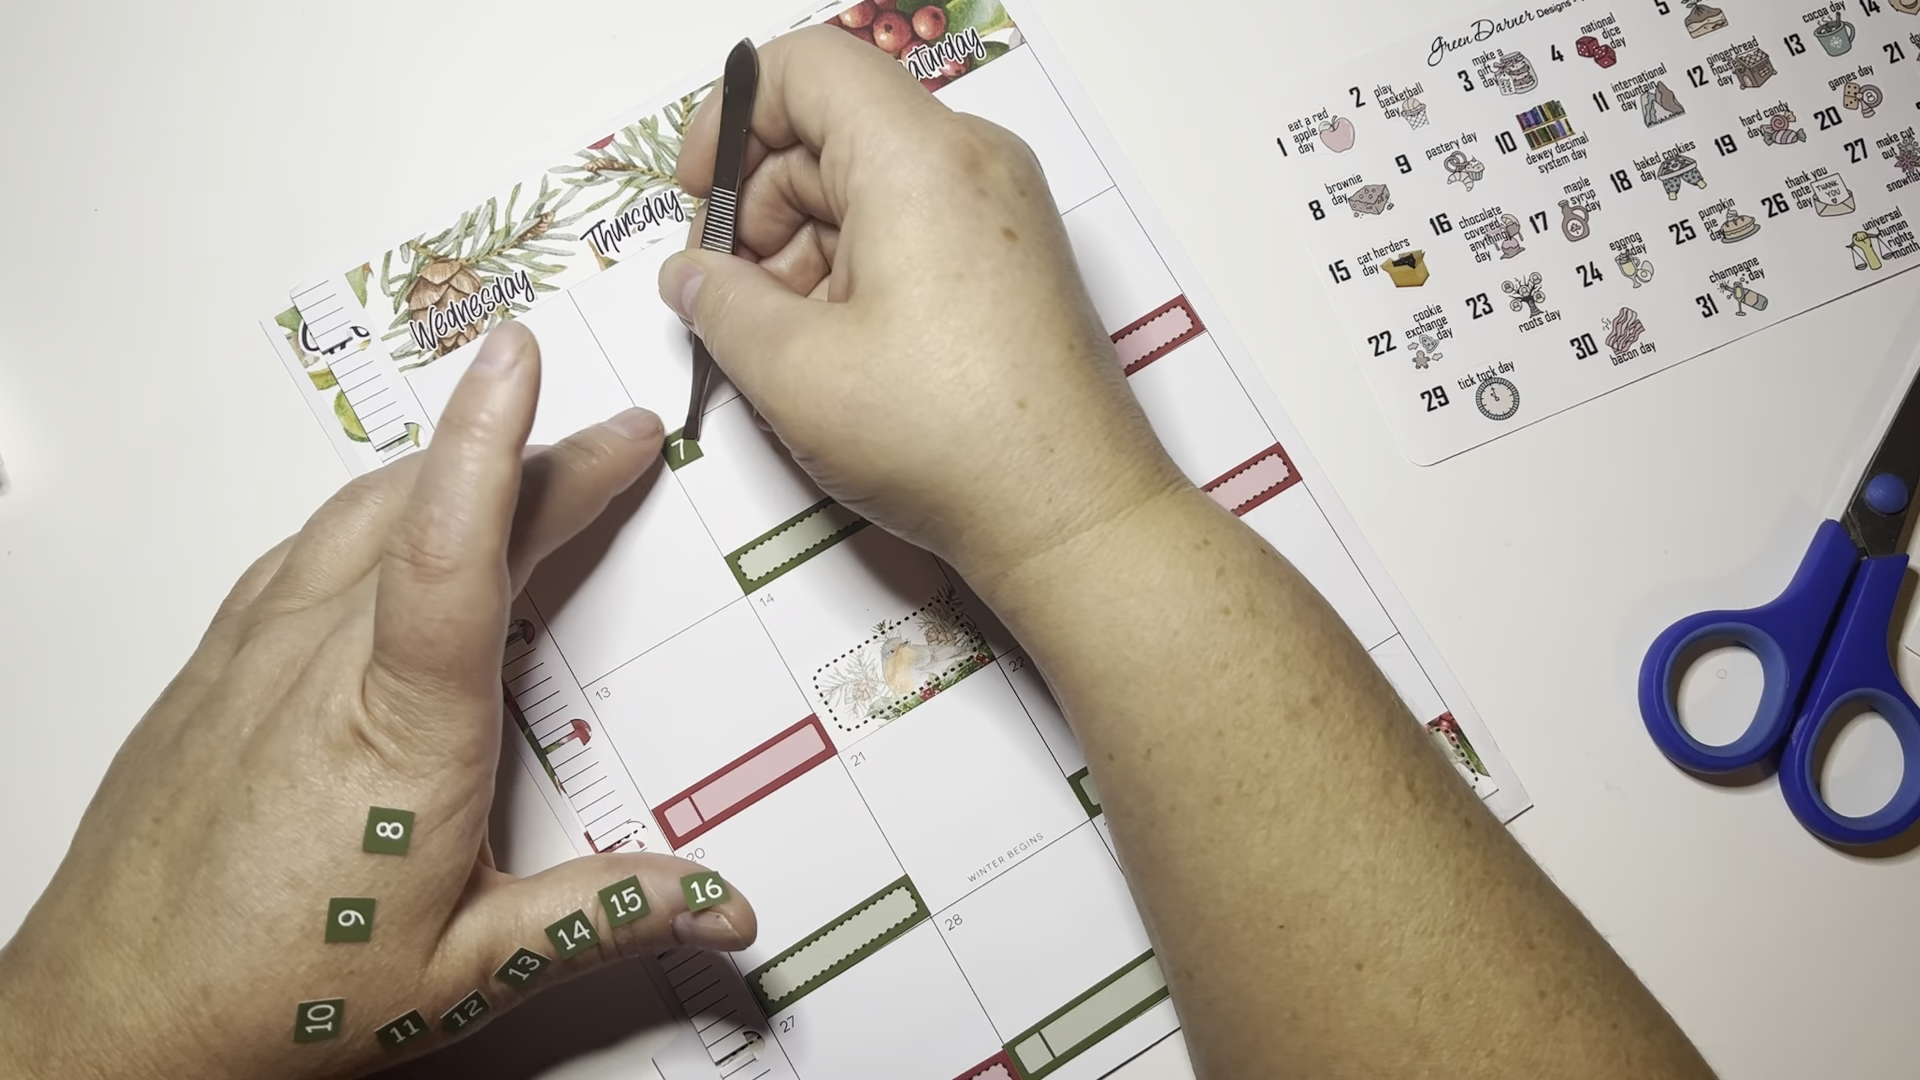 Wednesday
Thursday
aturday
7
14
13
22
21
20
WINTER BEGINS
28
27
8
9
10
11
12
13
14
15
16
GreenDarner Designs
1 eat a red apple day
2 play basketball day
3 make a gift day
4 national dice day
5
8 brownie day
9 pastery day
10 dewey decimal system day
11 international mountain day
12 gingerbread house day
13 cocoa day
14
15 cat herders day
16 chocolate covered anything day
17 maple syrup day
18 baked cookies day
19 hard candy day
20 games day
21
22 cookie exchange day
23 roots day
24 eggnog day
25 pumpkin pie day
26 thank you note day
THANK YOU
27 make cut out snowfla
29 tick tock day
30 bacon day
31 champagne day
universal human rights month